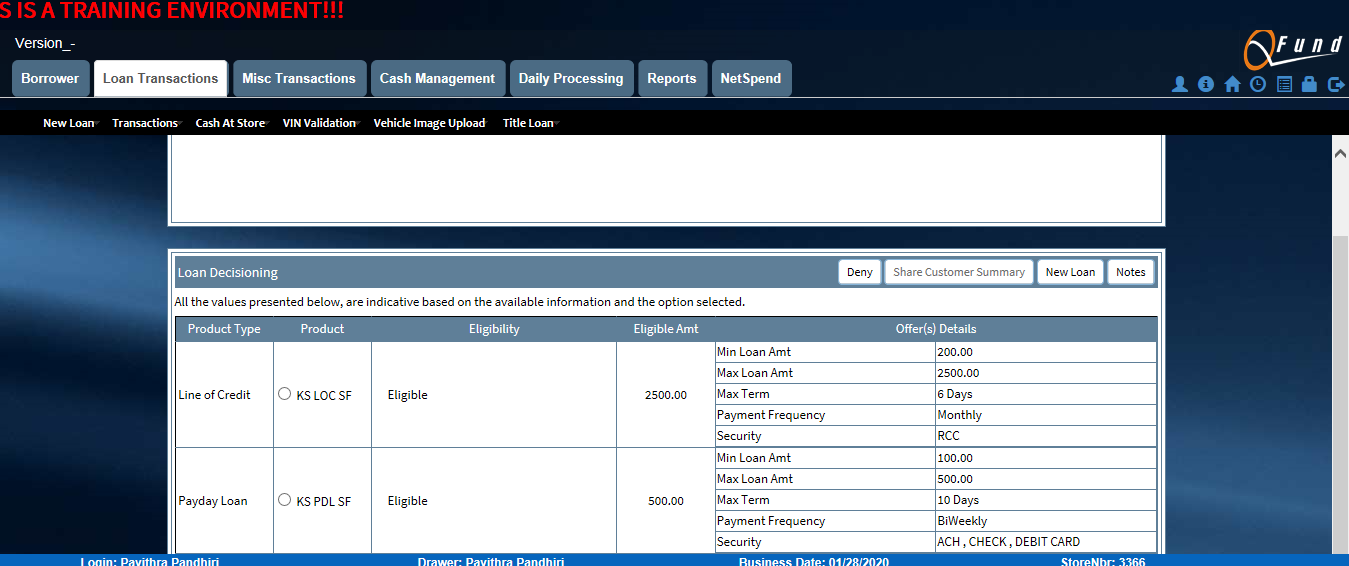 S IS A TRAINING ENVIRONMENT!!!
Version_-
QFund
Borrower Loan Transactions Misc Transactions Cash Management Daily Processing Reports NetSpend
New Loan Transactions Cash At Store VIN Validation Vehicle Image Upload Title Loan
Loan Decisioning Deny Share Customer Summary New Loan Notes
All the values presented below, are indicative based on the available information and the option selected.
Product Type Product Eligibility Eligible Amt Offer(s) Details
Min Loan Amt 200.00
Max Loan Amt 2500.00
Line of Credit KS LOC SF Eligible 2500.00 Max Term 6 Days
Payment Frequency Monthly
Security RCC
Min Loan Amt 100.00
Max Loan Amt 500.00
Payday Loan KS PDL SF Eligible 500.00 Max Term 10 Days
Payment Frequency BiWeekly
Security ACH , CHECK , DEBIT CARD
Login: Pavithra Pandhiri Drawer: Pavithra Pandhiri Business Date: 01/28/2020 StoreNbr: 3366